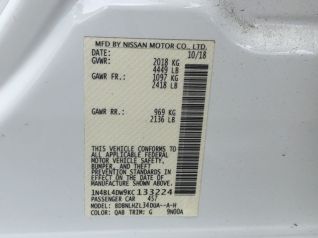 MFD BY NISSAN MOTOR CO., LTD.
10/18
GVWR: 2018 KG
4449 LB
GAWR FR: 1097 KG
2418 LB
GAWR RR: 969 KG
2136 LB
THIS VEHICLE CONFORMS TO ALL
APPLICABLE FEDERAL MOTOR VEHICLE SAFETY,
BUMPER, AND THEFT PREVENTION
STANDARDS IN EFFECT ON THE DATE OF
MANUFACTURE SHOWN ABOVE.
1N4BL4DW9KC133224
PASSENGER CAR 457
MODEL: BDBNLHZL34DUA--A-H
COLOR: QAB TRIM: G 9N00A